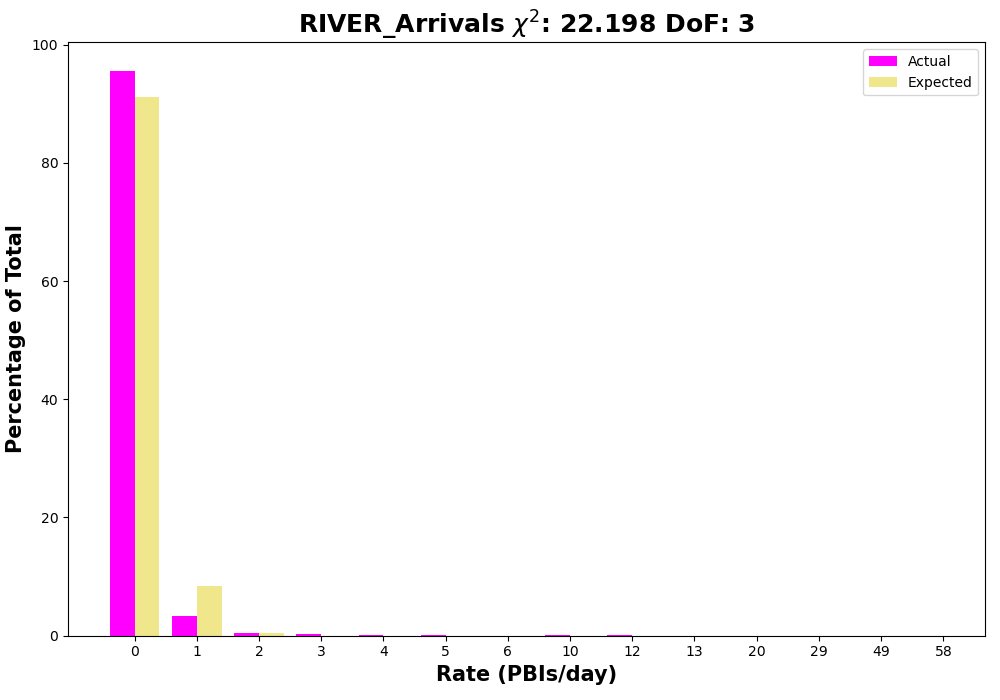 RIVER_Arrivals χ²: 22.198 DoF: 3
Actual
Expected
Percentage of Total
100
80
60
40
20
0
0 1 2 3 4 5 6 10 12 13 20 29 49 58
Rate (PBIs/day)